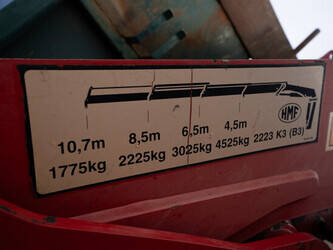 HMF
10,7m 8,5m 6,5m 4,5m
1775kg 2225kg 3025kg 4525kg 2223 K3 (B3)